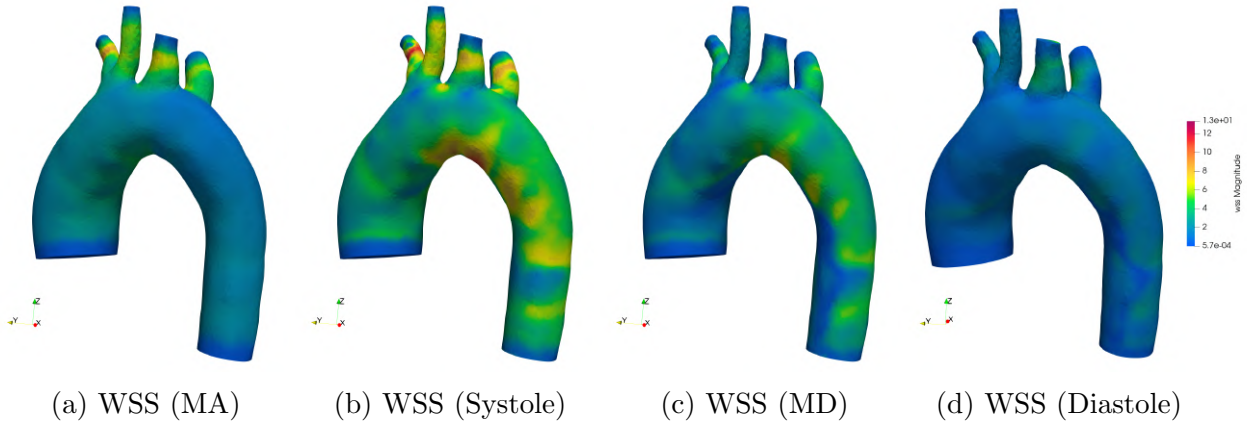 1.3e+01
12
10
8
6
4
2
5.7e-04
wss Magnitude
Z
Y
X
Z
Y
X
Z
Y
X
Z
Y
X
(a) WSS (MA)
(b) WSS (Systole)
(c) WSS (MD)
(d) WSS (Diastole)